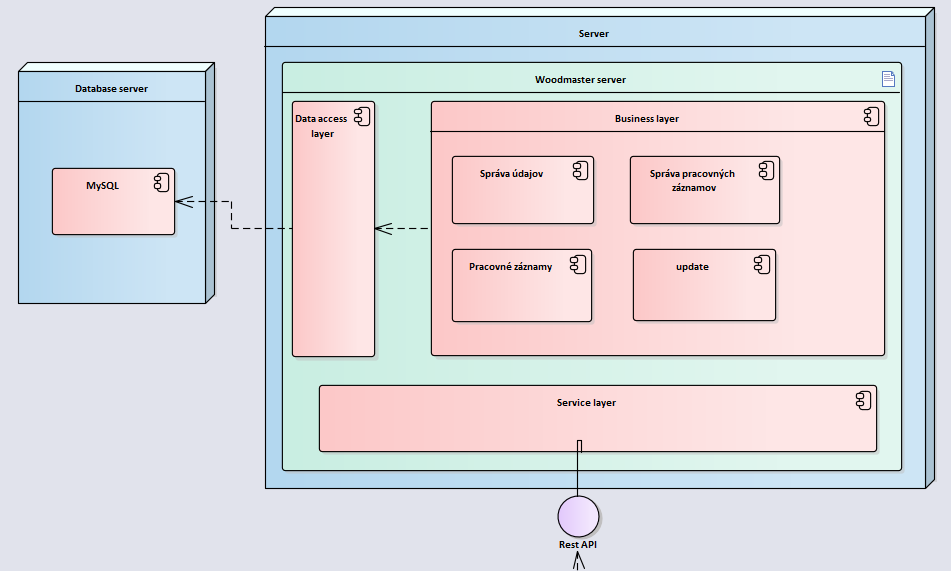 Server
Database server
Woodmaster server
Data access
layer
Business layer
MySQL
Správa údajov
Správa pracovných
záznamov
Pracovné záznamy
update
Service layer
Rest API